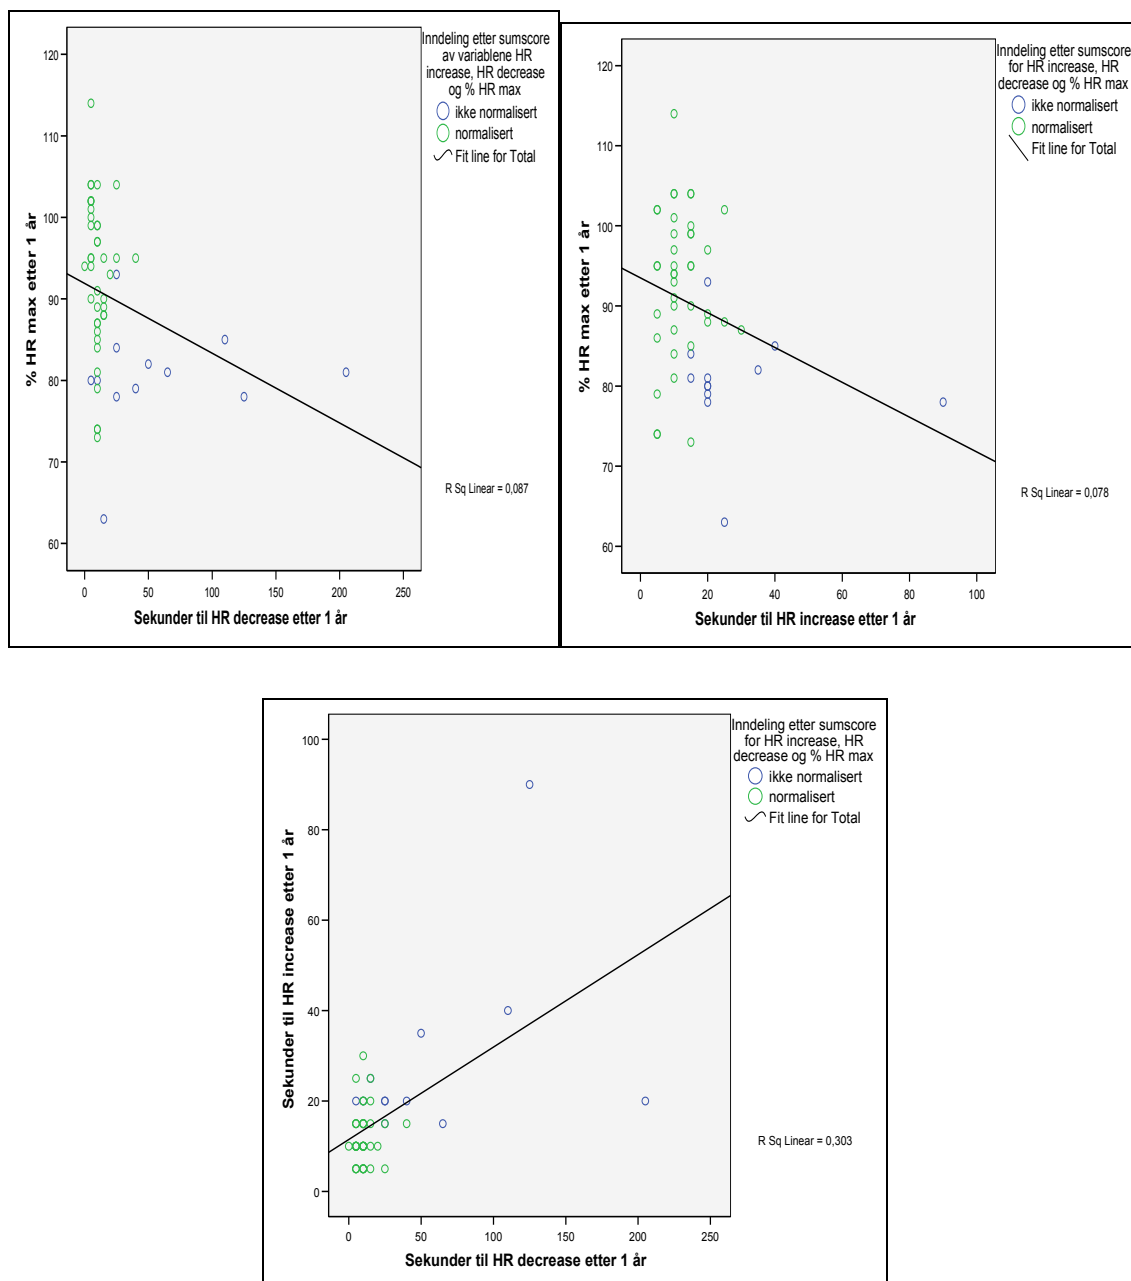 Inndeling etter sumscore
av variablene HR
increase, HR decrease
og % HR max
ikke normalisert
normalisert
Fit line for Total
% HR max etter 1 år
120
110
100
90
80
70
60
0 50 100 150 200 250
Sekunder til HR decrease etter 1 år
R Sq Linear = 0,087
Inndeling etter sumscore
for HR increase, HR
decrease og % HR max
ikke normalisert
normalisert
Fit line for Total
% HR max etter 1 år
120
110
100
90
80
70
60
0 20 40 60 80 100
Sekunder til HR increase etter 1 år
R Sq Linear = 0,078
Inndeling etter sumscore
for HR increase, HR
decrease og % HR max
ikke normalisert
normalisert
Fit line for Total
Sekunder til HR increase etter 1 år
100
80
60
40
20
0
0 50 100 150 200 250
Sekunder til HR decrease etter 1 år
R Sq Linear = 0,303